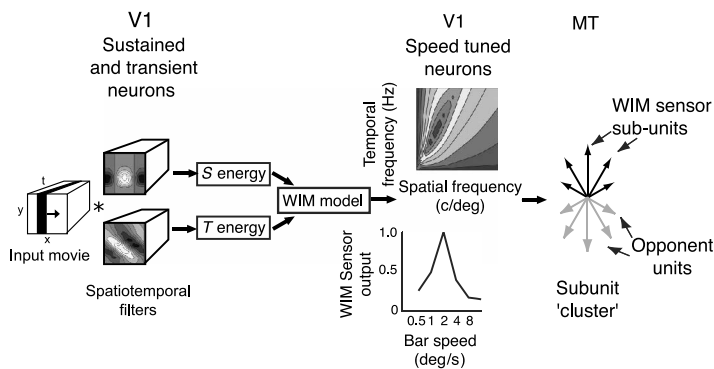 V1
Sustained
and transient
neurons
t
y
x
*
Input movie
Spatiotemporal
filters
S energy
T energy
WIM model
V1
Speed tuned
neurons
Temporal
frequency (Hz)
Spatial frequency
(c/deg)
WIM Sensor
output
1.0
0.5
0
0.5 1 2 4 8
Bar speed
(deg/s)
MT
WIM sensor
sub-units
Opponent
units
Subunit
'cluster'